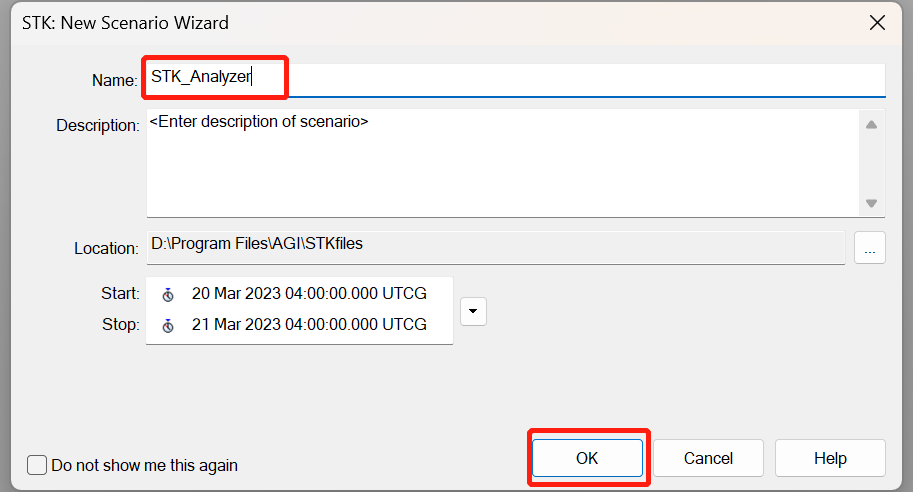 STK: New Scenario Wizard
Name: STK_Analyzer
Description: <Enter description of scenario>
Location: D:\Program Files\AGI\STKfiles ...
Start: 20 Mar 2023 04:00:00.000 UTCG
Stop: 21 Mar 2023 04:00:00.000 UTCG
Do not show me this again OK Cancel Help